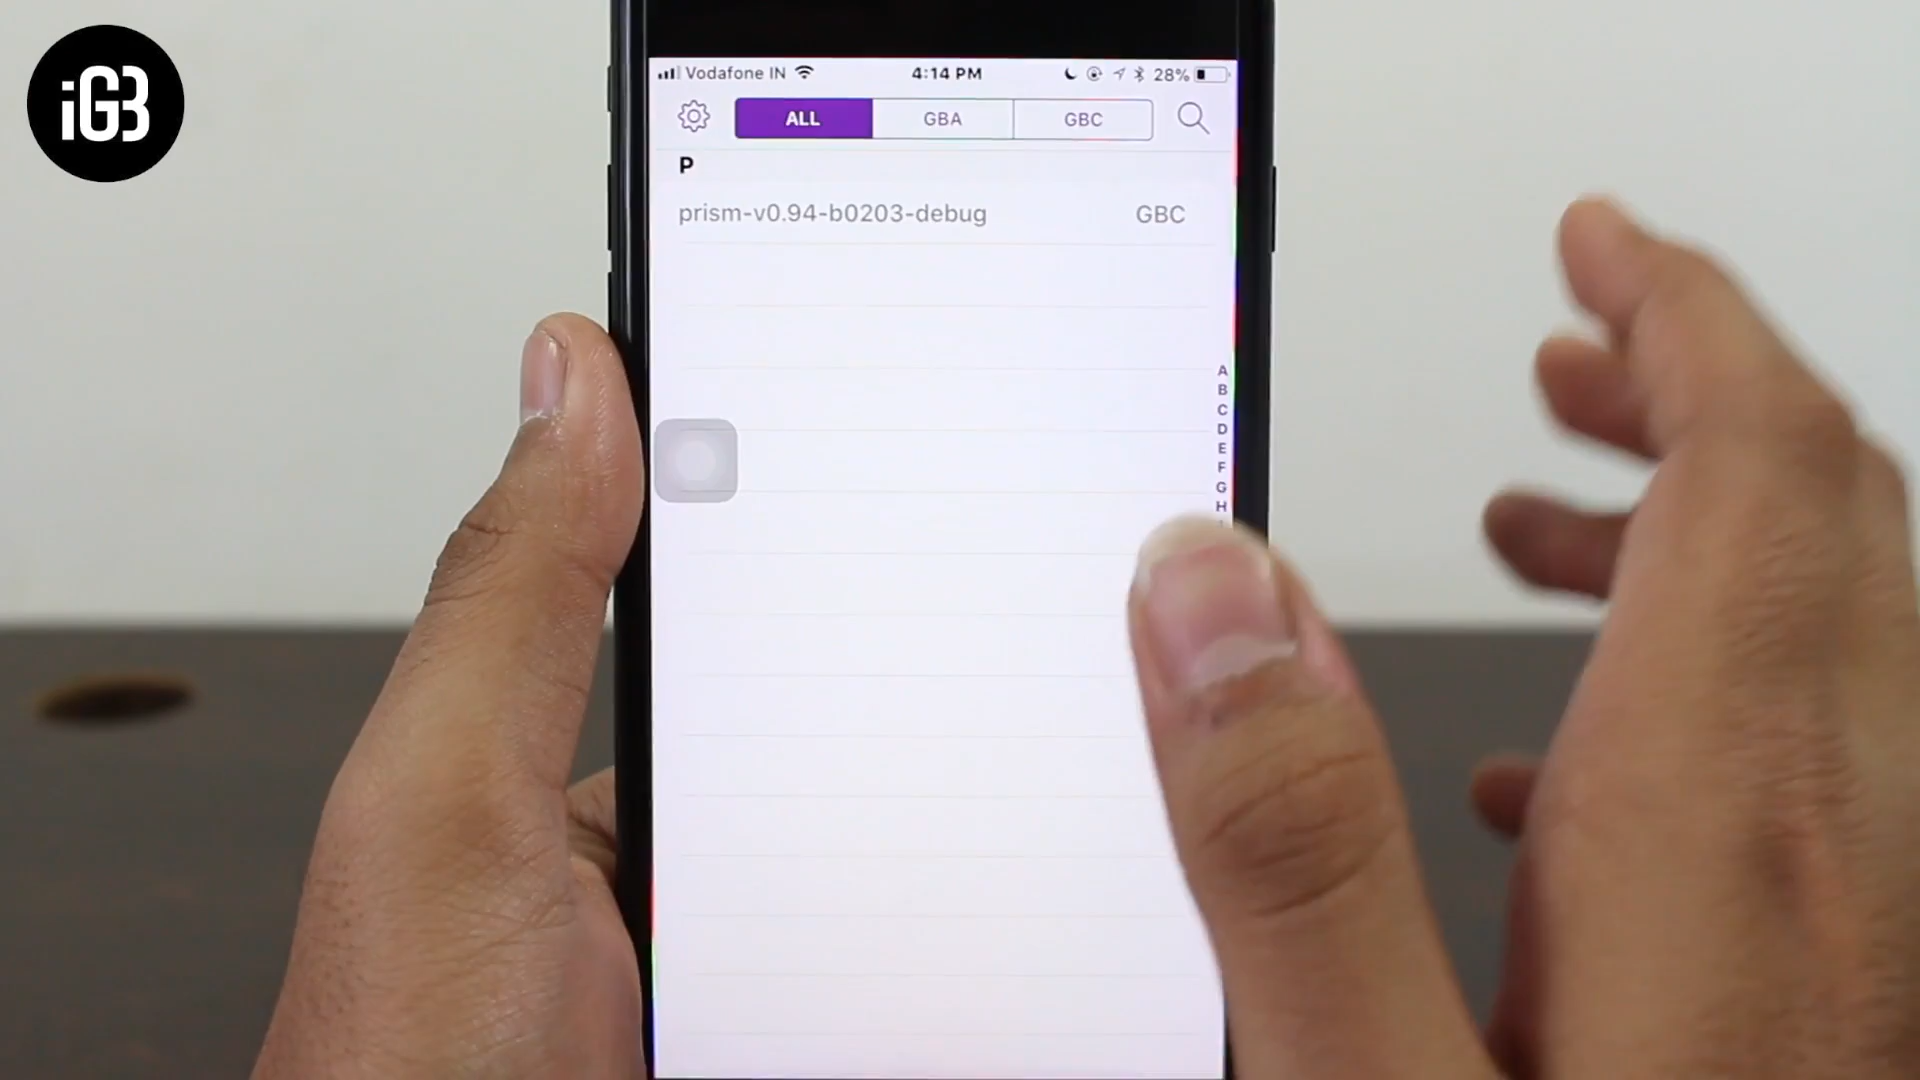 iGB
Vodafone IN 4:14 PM 28%
ALL GBA GBC
P
prism-v0.94-b0203-debug GBC
A
B
C
D
E
F
G
H